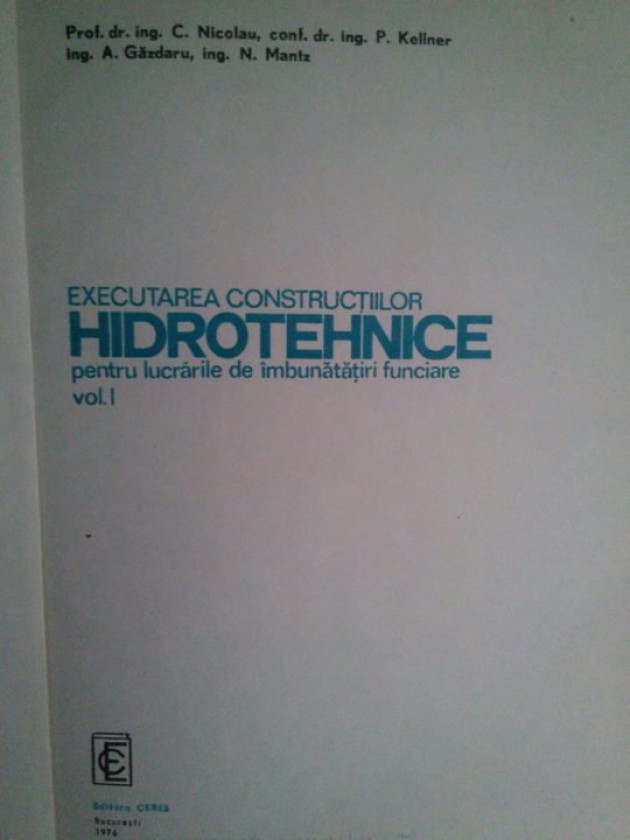 Prof. dr. ing. C. Nicolau, conf. dr. ing. P. Kellner
ing. A. Găzdaru, ing. N. Mantz
EXECUTAREA CONSTRUCȚIILOR
HIDROTEHNICE
pentru lucrările de îmbunătățiri funciare
vol. I
Editura CERES
București
1976